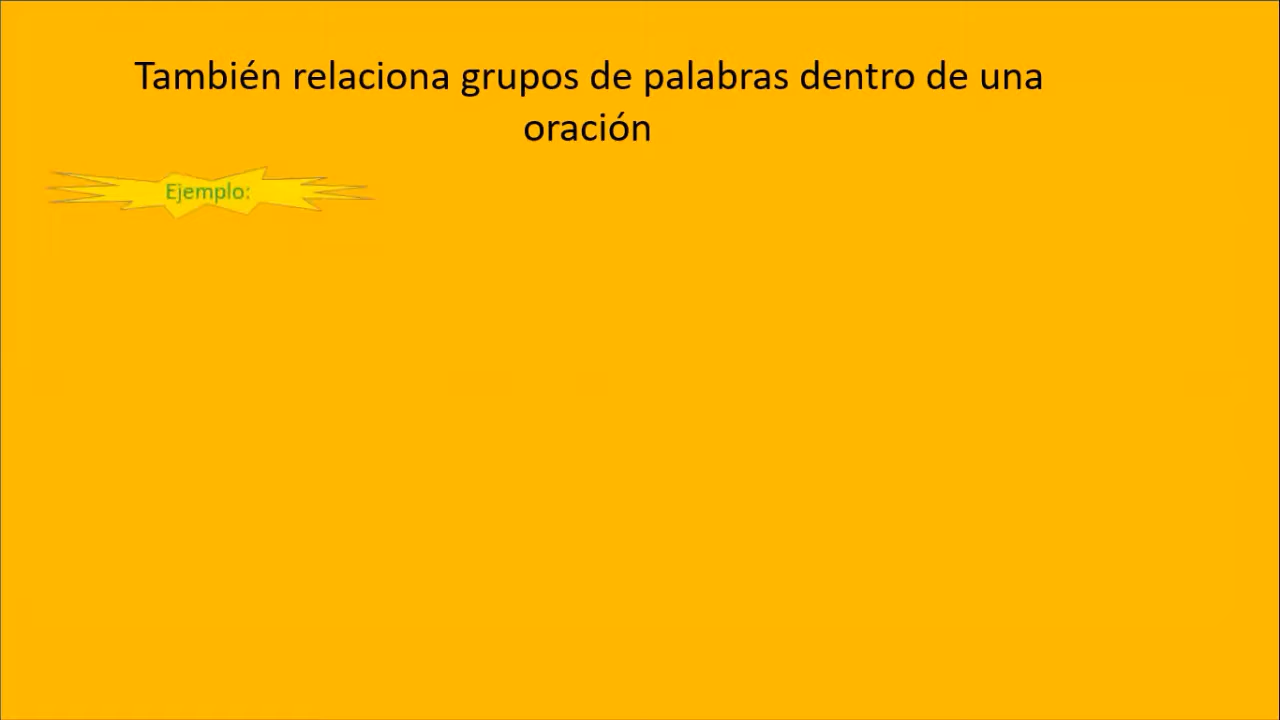 También relaciona grupos de palabras dentro de una
oración
Ejemplo: